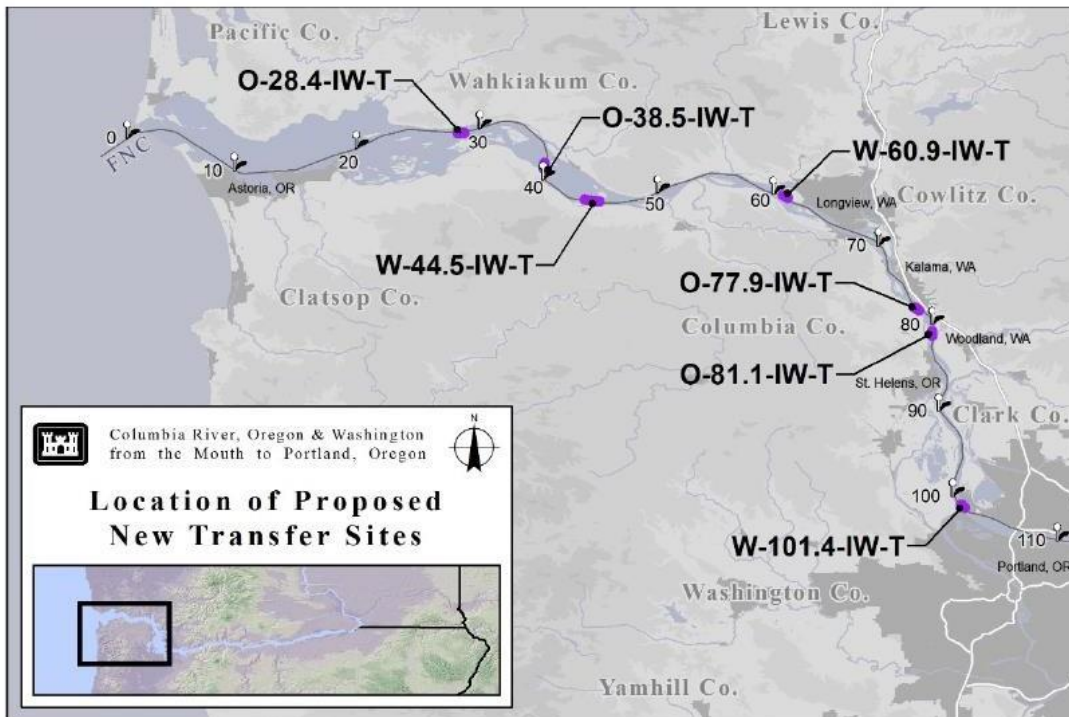 Pacific Co.
Lewis Co.
O-28.4-IW-T
Wahkiakum Co.
O-38.5-IW-T
W-60.9-IW-T
0
FNC
10
Astoria, OR
20
30
40
50
60
Longview, WA
Cowlitz Co.
70
W-44.5-IW-T
Kalama, WA
Clatsop Co.
O-77.9-IW-T
80
Columbia Co.
Woodland, WA
O-81.1-IW-T
St. Helens, OR
90
Clark Co.
100
W-101.4-IW-T
110
Portland, OR
Washington Co.
Yamhill Co.
Columbia River, Oregon & Washington
from the Mouth to Portland, Oregon
N
Location of Proposed
New Transfer Sites